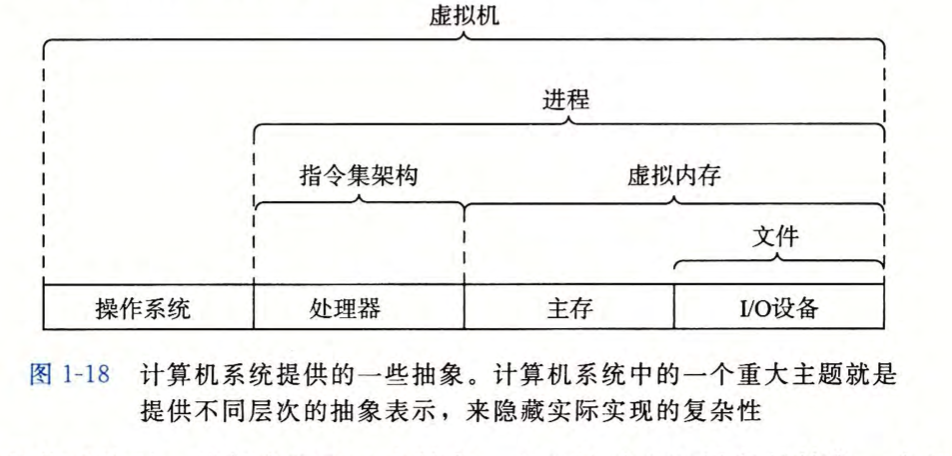 虚拟机
进程
指令集架构 虚拟内存
文件
操作系统 处理器 主存 I/O设备
图 1-18 计算机系统提供的一些抽象。计算机系统中的一个重大主题就是
提供不同层次的抽象表示，来隐藏实际实现的复杂性